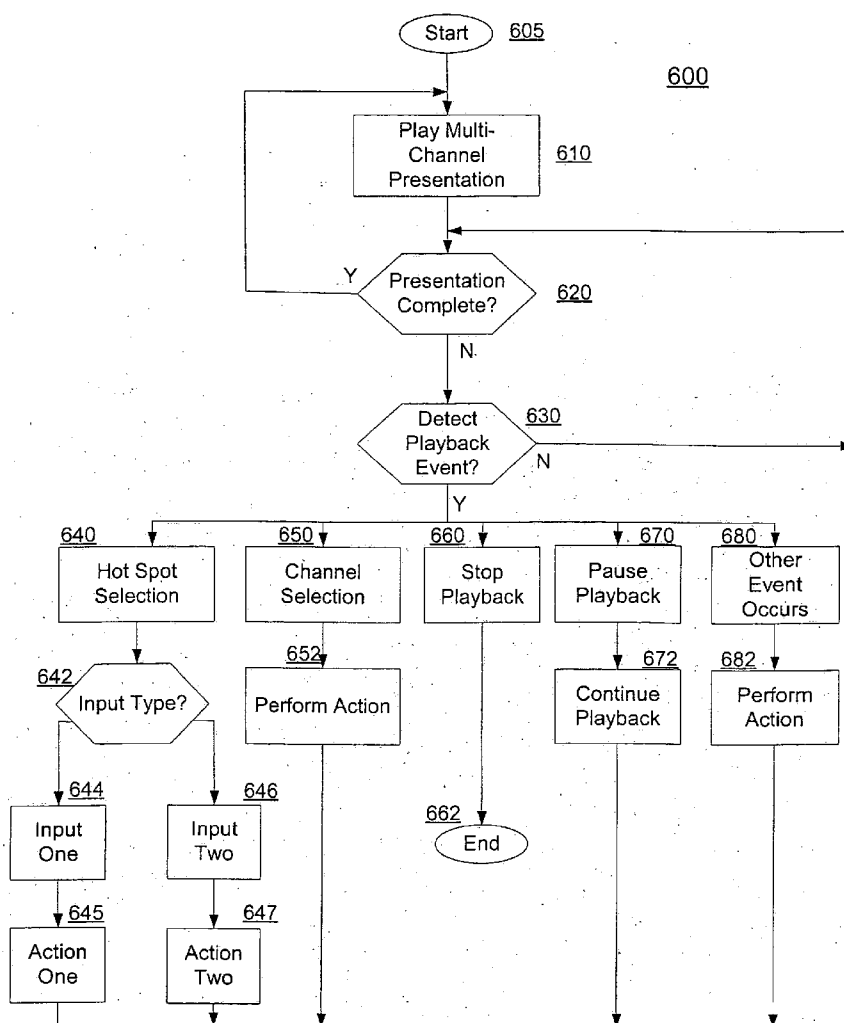 Start 605
600
Play Multi-
Channel
Presentation
610
Y
Presentation
Complete?
620
N
Detect
Playback
Event?
630
N
Y
640
Hot Spot
Selection
650
Channel
Selection
660
Stop
Playback
670
Pause
Playback
680
Other
Event
Occurs
642
Input Type?
652
Perform Action
672
Continue
Playback
682
Perform
Action
644
Input
One
646
Input
Two
662
End
645
Action
One
647
Action
Two